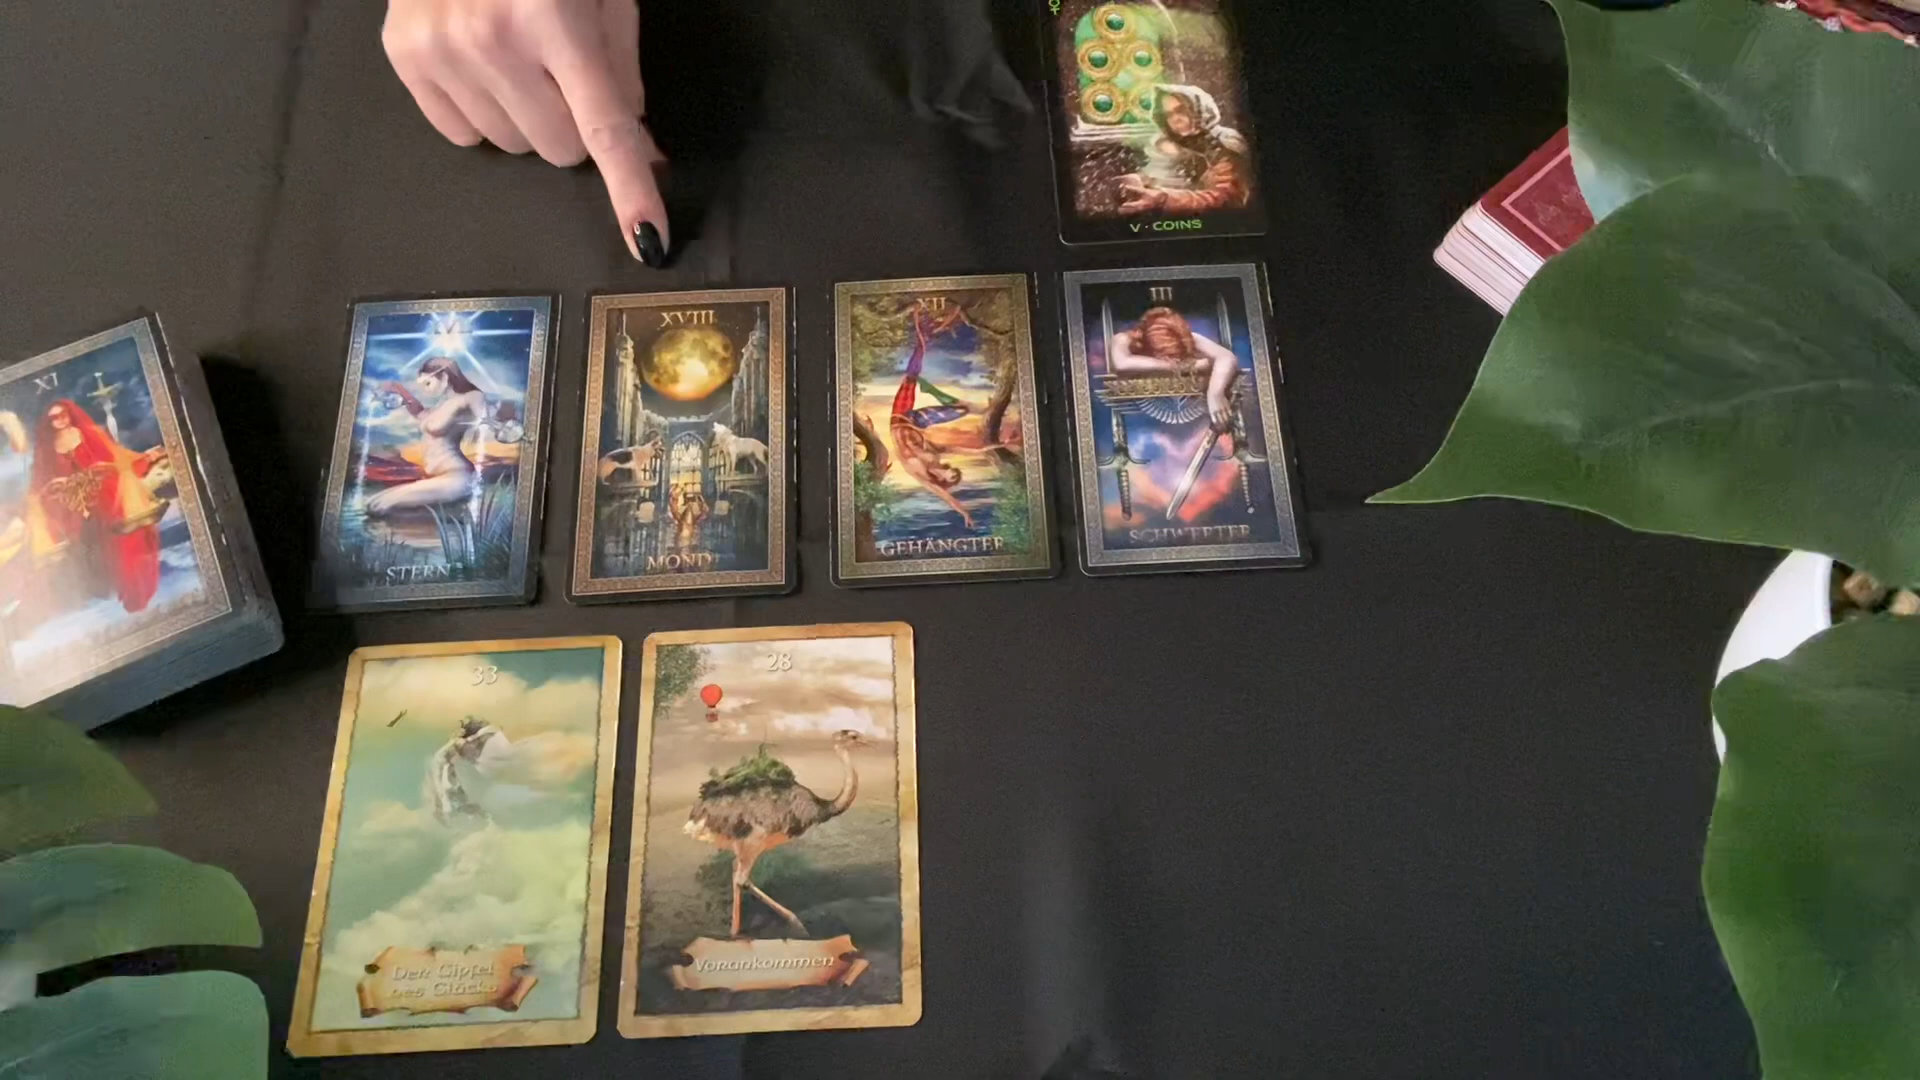 V · COINS
XI
STERN
XVIII
MOND
XII
GEHÄNGTER
III
SCHWERTER
33
Der Gipfel
des Glücks
28
Vorankommen